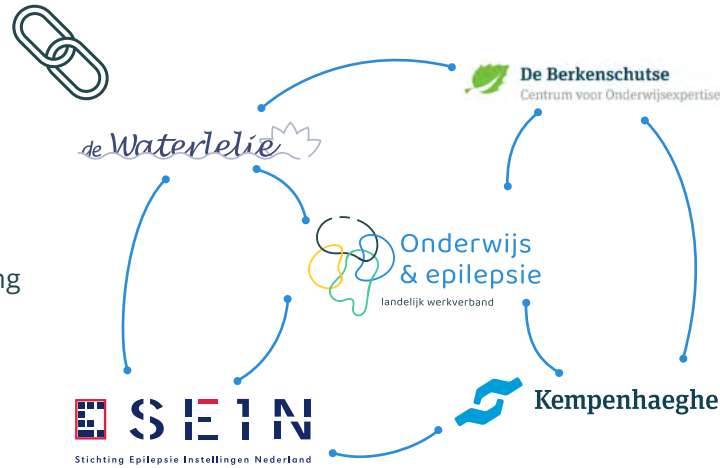 De Berkenschutse
Centrum voor Onderwijsexpertise
de Waterlelie
Onderwijs
& epilepsie
landelijk werkverband
ng
Kempenhaeghe
SEIN
Stichting Epilepsie Instellingen Nederland